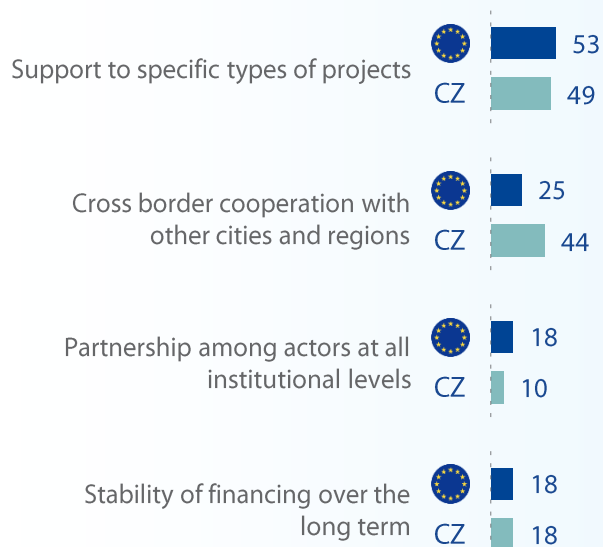 53
Support to specific types of projects
CZ 49
Cross border cooperation with
other cities and regions
25
CZ 44
Partnership among actors at all
institutional levels
18
CZ 10
Stability of financing over the
long term
18
CZ 18